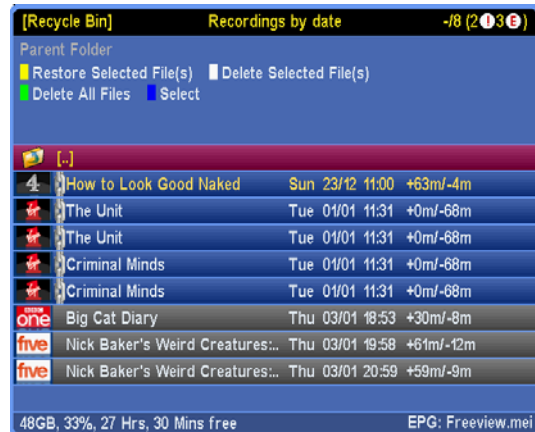 [Recycle Bin] Recordings by date -/8 (2!3E)
Parent Folder
Restore Selected File(s) Delete Selected File(s)
Delete All Files Select
[..]
4 How to Look Good Naked Sun 23/12 11:00 +63m/-4m
The Unit Tue 01/01 11:31 +0m/-68m
The Unit Tue 01/01 11:31 +0m/-68m
Criminal Minds Tue 01/01 11:31 +0m/-68m
Criminal Minds Tue 01/01 11:31 +0m/-68m
BBC one Big Cat Diary Thu 03/01 18:53 +30m/-8m
five Nick Baker's Weird Creatures:.. Thu 03/01 19:58 +61m/-12m
five Nick Baker's Weird Creatures:.. Thu 03/01 20:59 +59m/-9m
48GB, 33%, 27 Hrs, 30 Mins free EPG: Freeview.mei